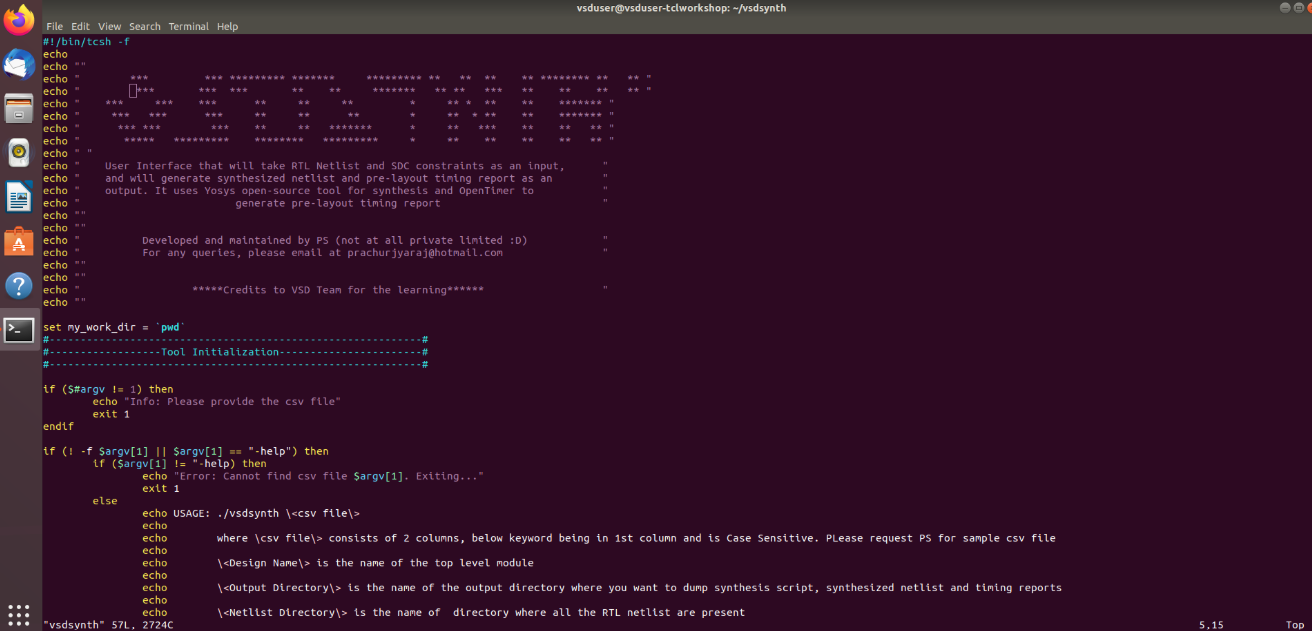 vsduser@vsduser-tclworkshop: ~/vsdsynth
File Edit View Search Terminal Help
#!/bin/tcsh -f
echo
echo ""
echo "        ***         *** ********* *******     ********* **   **  **    ** ******** **   ** "
echo "        ***         ***  ***       **    **     *******   ** **   ***   **    **    **   ** "
echo "    ***     ***    ***      **     **     **         *     ** *  **    **    ******* "
echo "     ***   ***      ***      **     **      **        *     ** * **    **    ******* "
echo "      *** ***        ***    **     **   *******      *     **   ***    **    **   ** "
echo "       *****   *********    ********   *********     *     **    **    **    **   ** "
echo " "
echo "    User Interface that will take RTL Netlist and SDC constraints as an input,      "
echo "    and will generate synthesized netlist and pre-layout timing report as an        "
echo "    output. It uses Yosys open-source tool for synthesis and OpenTimer to           "
echo "                         generate pre-layout timing report                          "
echo ""
echo ""
echo "          Developed and maintained by PS (not at all private limited :D)            "
echo "          For any queries, please email at prachurjyaraj@hotmail.com                "
echo ""
echo ""
echo "                  *****Credits to VSD Team for the learning******                   "
echo ""
set my_work_dir = `pwd`
#------------------------------------------------------------#
#------------------Tool Initialization-----------------------#
#------------------------------------------------------------#
if ($#argv != 1) then
        echo "Info: Please provide the csv file"
        exit 1
endif
if (! -f $argv[1] || $argv[1] == "-help") then
        if ($argv[1] != "-help) then
                echo "Error: Cannot find csv file $argv[1]. Exiting..."
                exit 1
        else
                echo USAGE: ./vsdsynth \<csv file\>
                echo
                echo        where \csv file\> consists of 2 columns, below keyword being in 1st column and is Case Sensitive. PLease request PS for sample csv file
                echo
                echo        \<Design Name\> is the name of the top level module
                echo
                echo        \<Output Directory\> is the name of the output directory where you want to dump synthesis script, synthesized netlist and timing reports
                echo
                echo        \<Netlist Directory\> is the name of  directory where all the RTL netlist are present
"vsdsynth" 57L, 2724C 5,15 Top